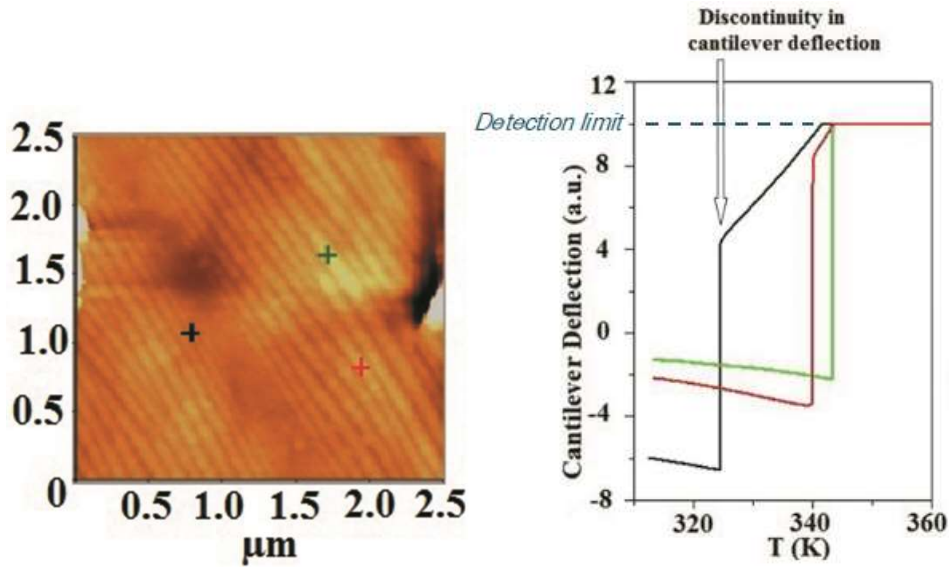 Discontinuity in
cantilever deflection
Detection limit
2.5
2.0
1.5
1.0
0.5
0
0.5 1.0 1.5 2.0 2.5
μm
12
8
4
0
-4
-8
Cantilever Deflection (a.u.)
320 340 360
T (K)